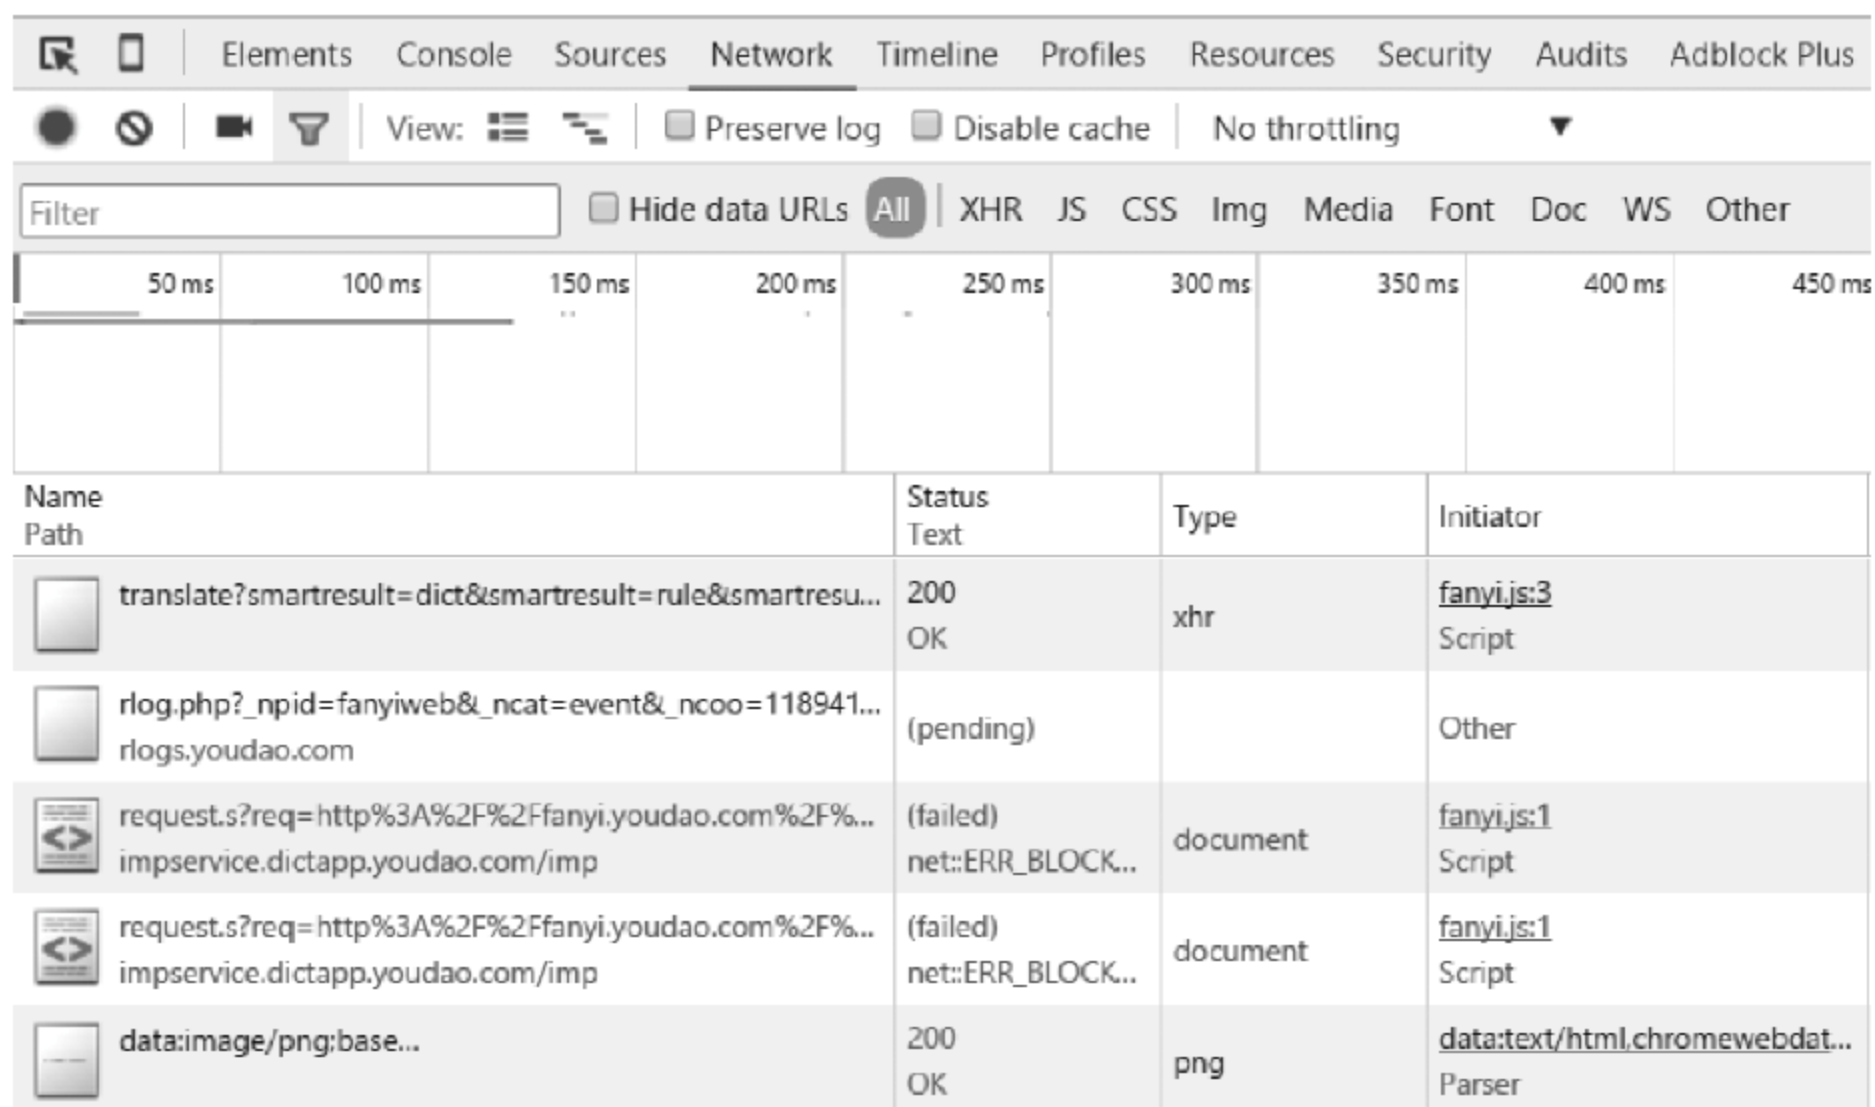 Elements Console Sources Network Timeline Profiles Resources Security Audits Adblock Plus
View: Preserve log Disable cache No throttling
Filter Hide data URLs All XHR JS CSS Img Media Font Doc WS Other
50 ms 100 ms 150 ms 200 ms 250 ms 300 ms 350 ms 400 ms 450 ms
Name Status Type Initiator
Path Text
translate?smartresult=dict&smartresult=rule&smartresu... 200 xhr fanyi.js:3
OK Script
rlog.php?_npid=fanyiweb&_ncat=event&_ncoo=118941... (pending) Other
rlogs.youdao.com
request.s?req=http%3A%2F%2Ffanyi.youdao.com%2F%... (failed) document fanyi.js:1
impservice.dictapp.youdao.com/imp net::ERR_BLOCK... Script
request.s?req=http%3A%2F%2Ffanyi.youdao.com%2F%... (failed) document fanyi.js:1
impservice.dictapp.youdao.com/imp net::ERR_BLOCK... Script
data:image/png;base... 200 png data:text/html,chromewebdat...
OK Parser